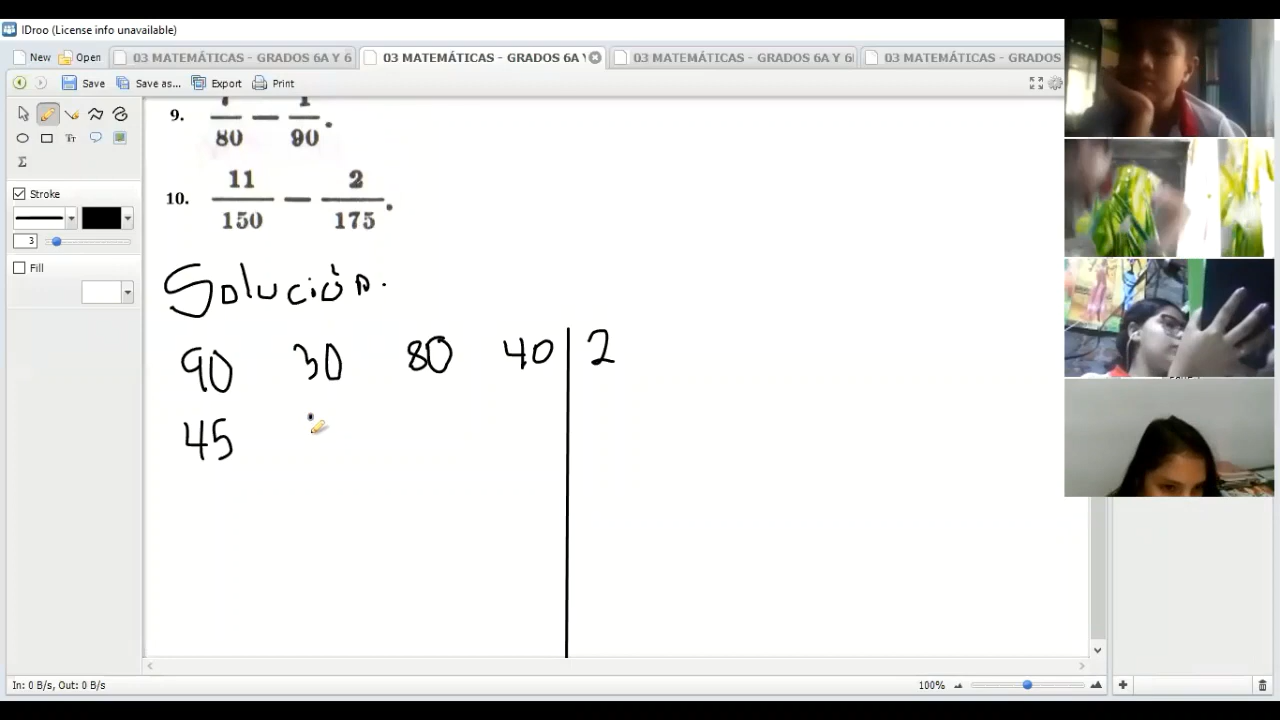 IDroo (License info unavailable)
New Open 03 MATEMÁTICAS - GRADOS 6A Y 6 03 MATEMÁTICAS - GRADOS 6A Y 03 MATEMÁTICAS - GRADOS 6A Y 6 03 MATEMÁTICAS - GRADOS
Save Save as... Export Print
Stroke
3
Fill
9. 7/80 − 1/90.
10. 11/150 − 2/175.
Solución.
90 30 80 40 | 2
45
In: 0 B/s, Out: 0 B/s 100%